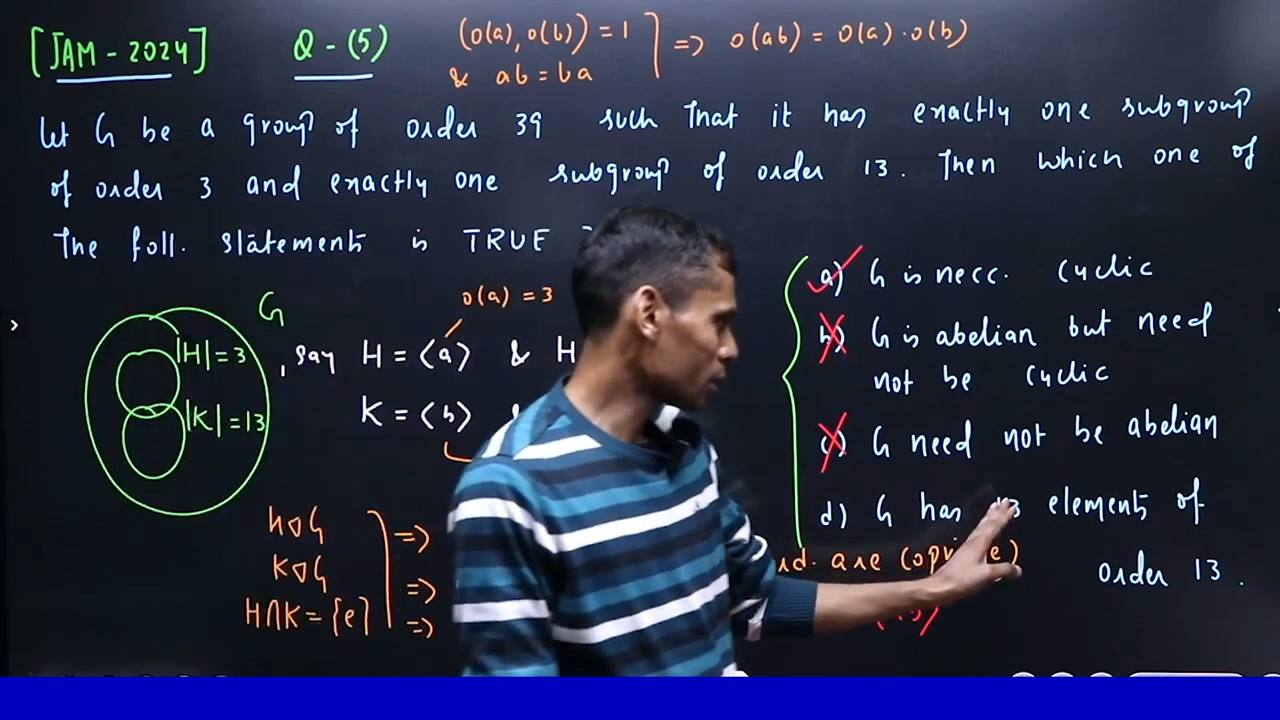 [JAM - 2024] Q - (5) (o(a), o(b)) = 1 => o(ab) = o(a) · o(b)
& ab = ba
Let G be a group of order 39 such that it has exactly one subgroup
of order 3 and exactly one subgroup of order 13. Then which one of
the foll. statements is TRUE ?
o(a) = 3
G
|H| = 3
, say H = <a> & H
|K| = 13
K = <b>
H ⊲ G =>
K ⊲ G =>
H ∩ K = {e} =>
a) G is necc. cyclic
b) G is abelian but need
not be cyclic
c) G need not be abelian
d) G has elements of
order 13.
are